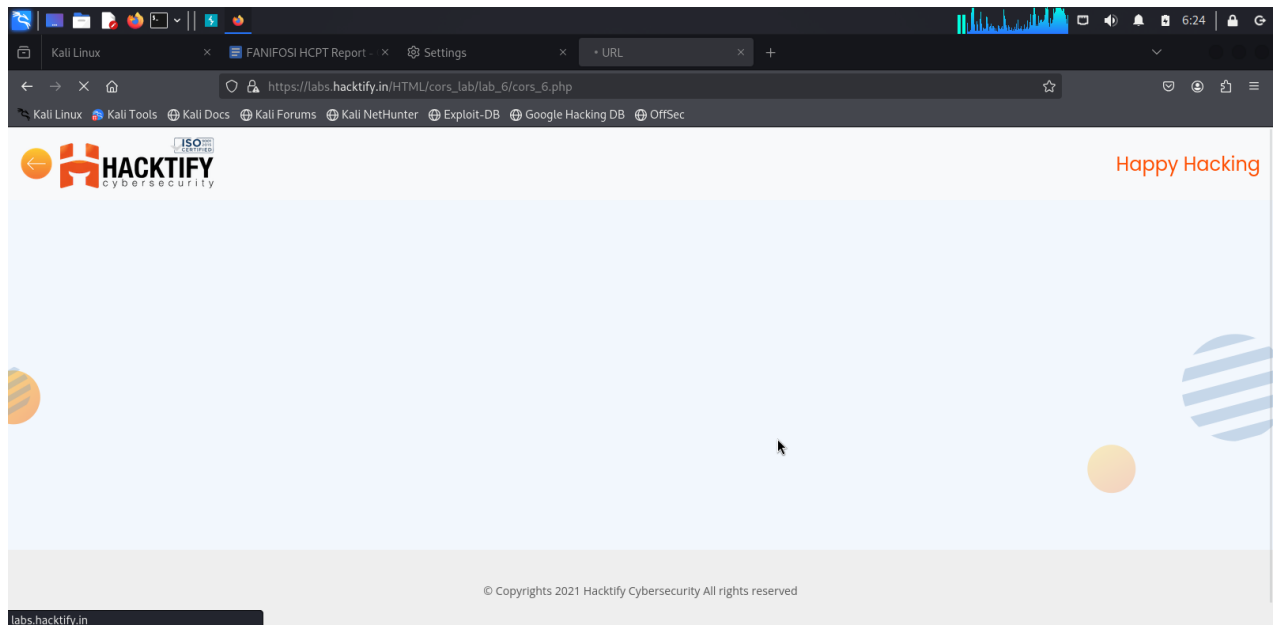 6:24
Kali Linux
FANIFOSI HCPT Report -
Settings
• URL
https://labs.hacktify.in/HTML/cors_lab/lab_6/cors_6.php
Kali Linux Kali Tools Kali Docs Kali Forums Kali NetHunter Exploit-DB Google Hacking DB OffSec
ISO
CERTIFIED
HACKTIFY
cybersecurity
Happy Hacking
© Copyrights 2021 Hacktify Cybersecurity All rights reserved
labs.hacktify.in